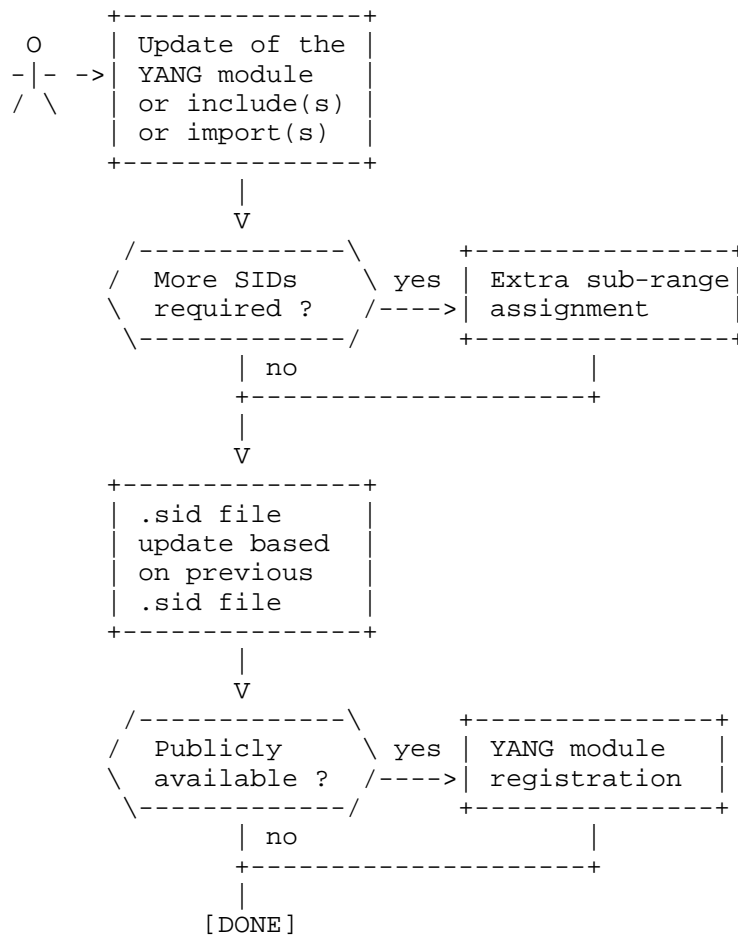 Update of the
YANG module
or include(s)
or import(s)
More SIDs
required ?
yes
Extra sub-range
assignment
no
.sid file
update based
on previous
.sid file
Publicly
available ?
yes
YANG module
registration
no
[DONE]